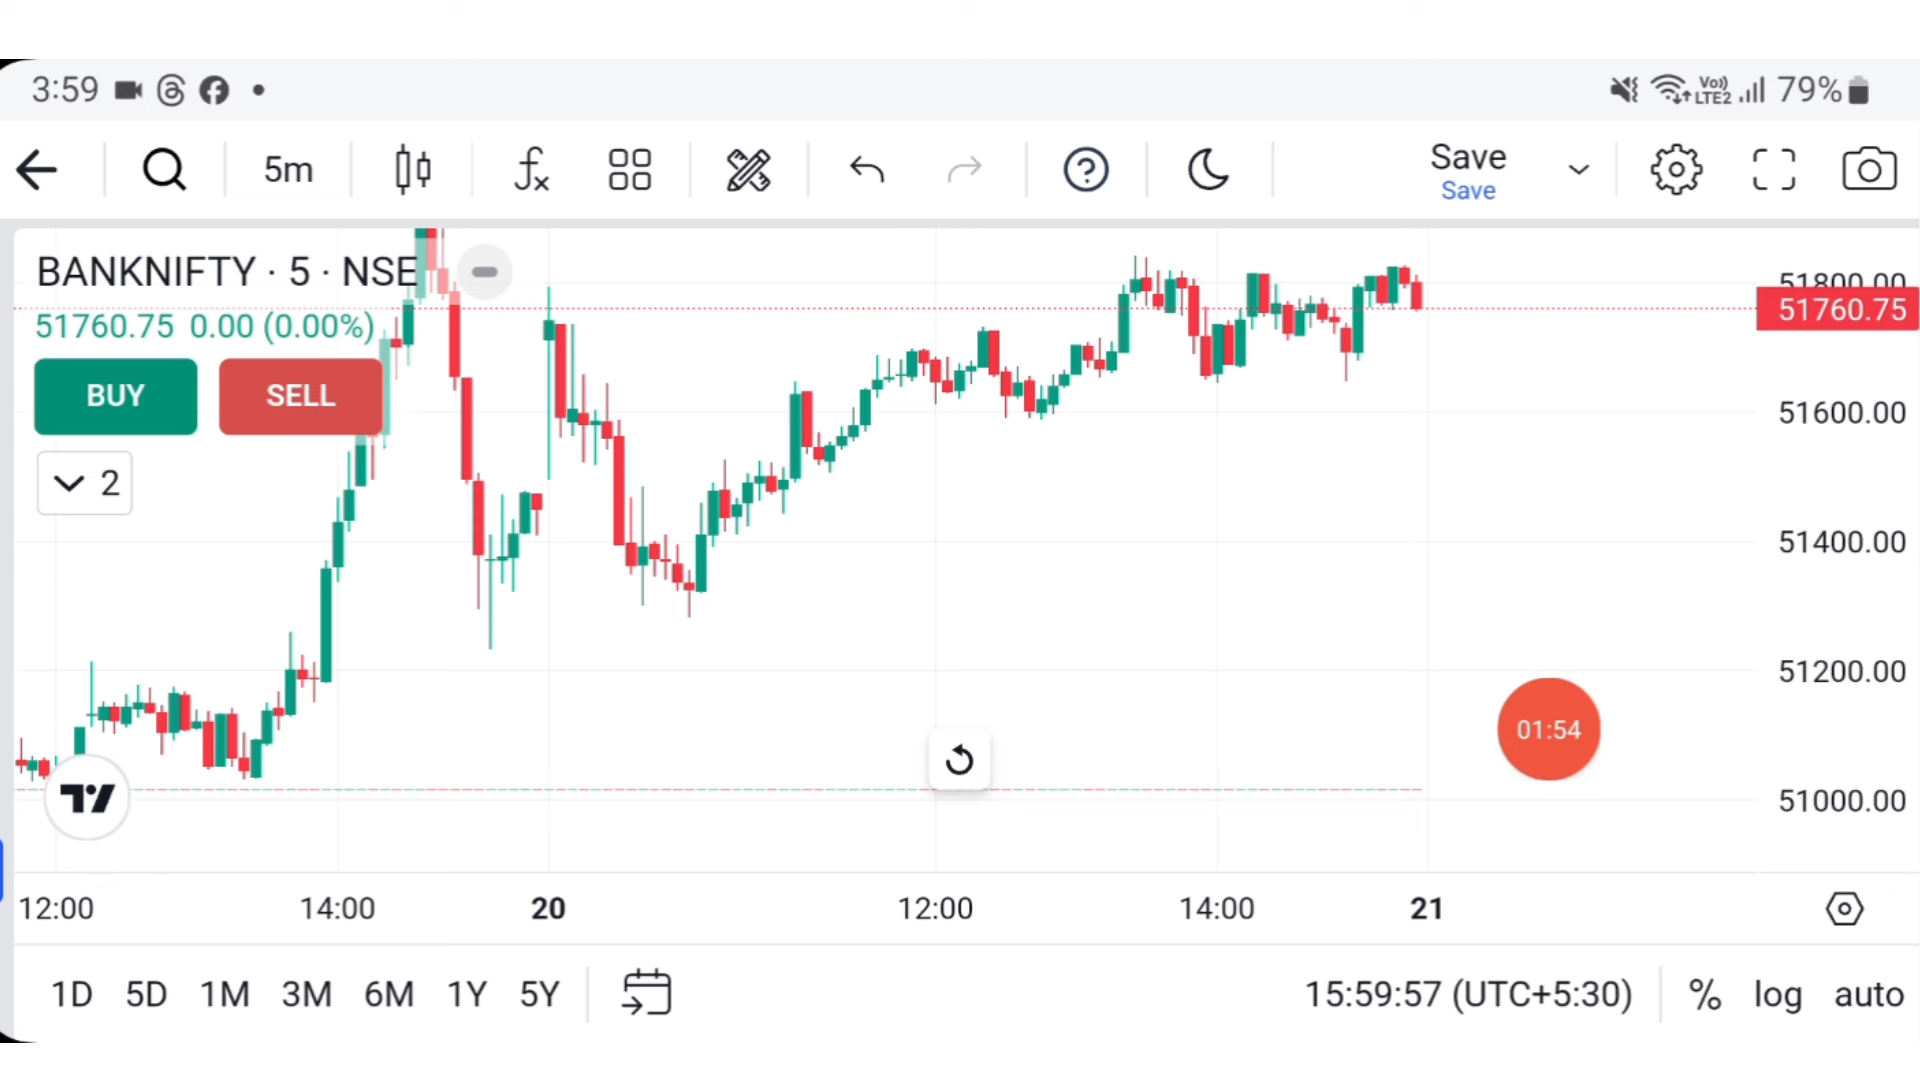 3:59 Vo)) LTE2 79%
5m Save
Save
BANKNIFTY · 5 · NSE
51760.75 0.00 (0.00%)
BUY SELL
2
51800.00
51760.75
51600.00
51400.00
51200.00
51000.00
01:54
12:00 14:00 20 12:00 14:00 21
1D 5D 1M 3M 6M 1Y 5Y 15:59:57 (UTC+5:30) % log auto